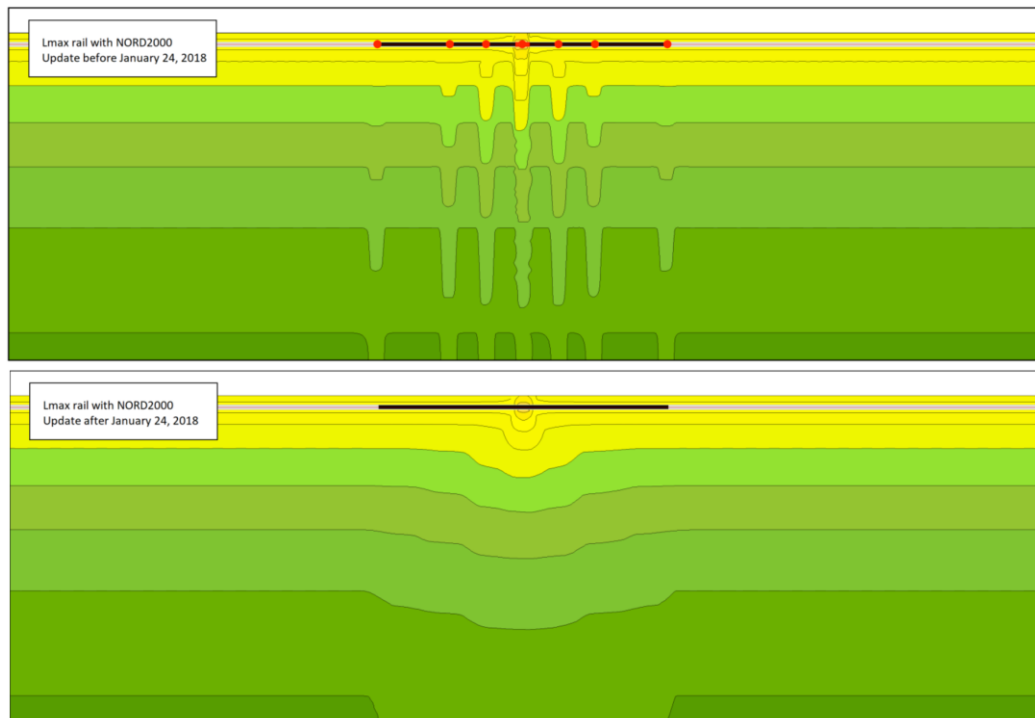 Lmax rail with NORD2000
Update before January 24, 2018
Lmax rail with NORD2000
Update after January 24, 2018